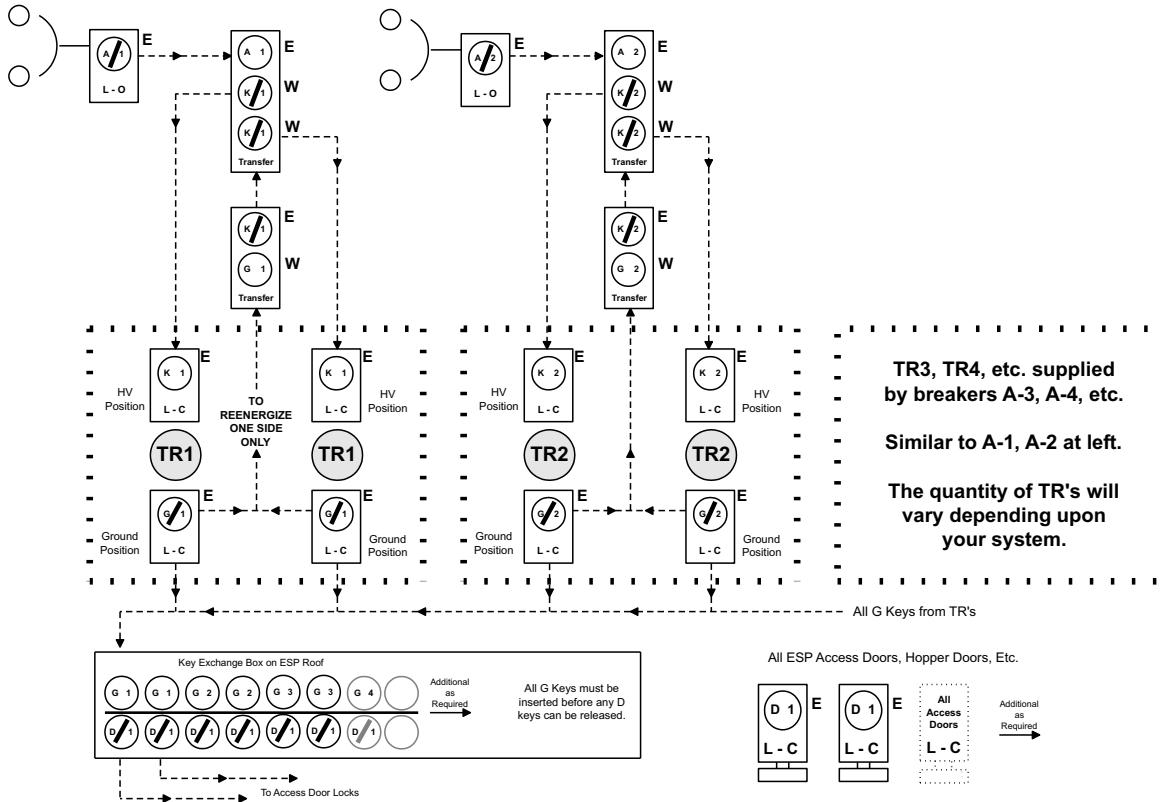 A 1
L - O
E
A 1
E
K 1
W
K 1
W
Transfer
A 2
L - O
E
A 2
E
K 2
W
K 2
W
Transfer
K 1
E
G 1
W
Transfer
K 2
E
G 2
W
Transfer
HV
Position
K 1
E
L - C
K 1
E
L - C
HV
Position
TO
REENERGIZE
ONE SIDE
ONLY
TR1
TR1
Ground
Position
G 1
E
L - C
G 1
E
L - C
Ground
Position
HV
Position
K 2
E
L - C
K 2
E
L - C
HV
Position
TR2
TR2
Ground
Position
G 2
E
L - C
G 2
E
L - C
Ground
Position
TR3, TR4, etc. supplied
by breakers A-3, A-4, etc.
Similar to A-1, A-2 at left.
The quantity of TR's will
vary depending upon
your system.
All G Keys from TR's
Key Exchange Box on ESP Roof
G 1 G 1 G 2 G 2 G 3 G 3 G 4
D 1 D 1 D 1 D 1 D 1 D 1 D 1
Additional
as
Required
All G Keys must be
inserted before any D
keys can be released.
To Access Door Locks
All ESP Access Doors, Hopper Doors, Etc.
D 1
E
L - C
D 1
E
L - C
All
Access
Doors
L - C
Additional
as
Required